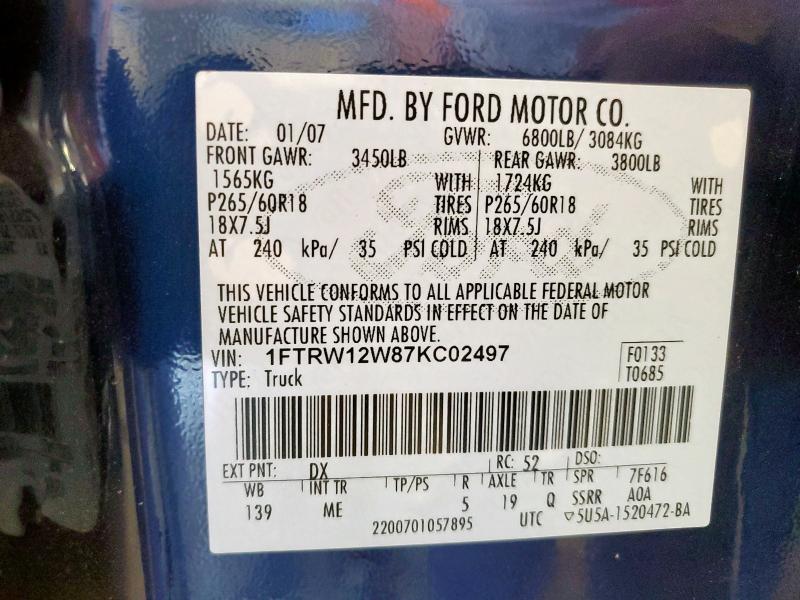 MFD. BY FORD MOTOR CO.
DATE: 01/07 GVWR: 6800LB/ 3084KG
FRONT GAWR: 3450LB REAR GAWR: 3800LB
1565KG WITH 1724KG WITH
P265/60R18 TIRES P265/60R18 TIRES
18X7.5J RIMS 18X7.5J RIMS
AT 240 kPa/ 35 PSI COLD AT 240 kPa/ 35 PSI COLD
THIS VEHICLE CONFORMS TO ALL APPLICABLE FEDERAL MOTOR
VEHICLE SAFETY STANDARDS IN EFFECT ON THE DATE OF
MANUFACTURE SHOWN ABOVE.
VIN: 1FTRW12W87KC02497 F0133
TYPE: Truck T0685
EXT PNT: DX RC: 52 DSO:
WB INT TR TP/PS R AXLE TR SPR 7F616
139 ME 5 19 Q SSRR A0A
2200701057895 UTC ▽5U5A-1520472-BA